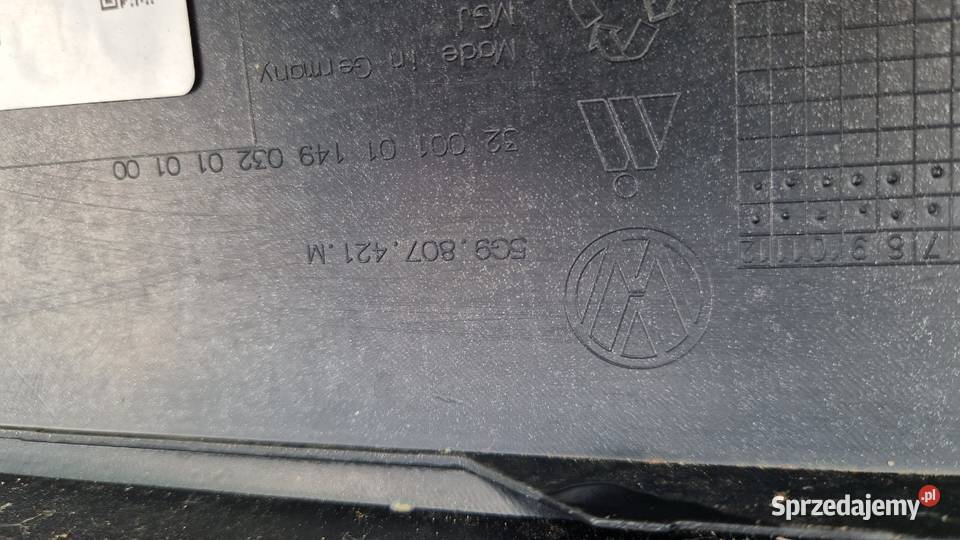 5G9.807.421.M
32 001 01 149 032 01 01 00
Made in Germany
MGJ
7 8 9 10 11 12
Sprzedajemy.pl